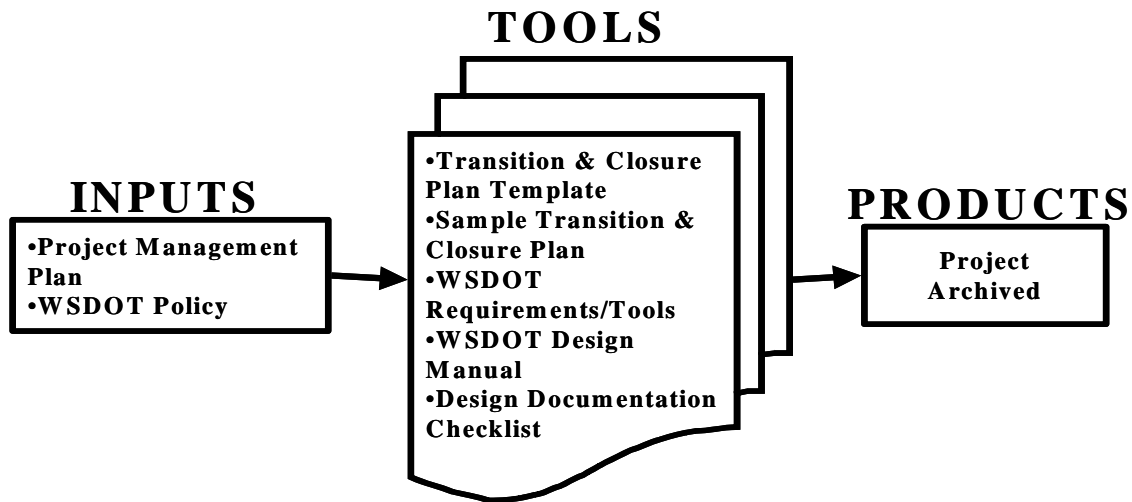 TOOLS
INPUTS
•Project Management
Plan
•WSDOT Policy
•Transition & Closure
Plan Template
•Sample Transition &
Closure Plan
•WSDOT
Requirements/Tools
•WSDOT Design
Manual
•Design Documentation
Checklist
PRODUCTS
Project
Archived